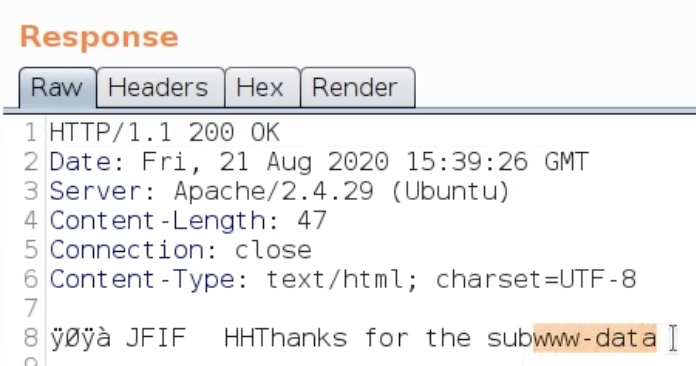 Response
Raw Headers Hex Render
1 HTTP/1.1 200 OK
2 Date: Fri, 21 Aug 2020 15:39:26 GMT
3 Server: Apache/2.4.29 (Ubuntu)
4 Content-Length: 47
5 Connection: close
6 Content-Type: text/html; charset=UTF-8
7
8 ÿØÿà JFIF HHThanks for the subwww-data
9